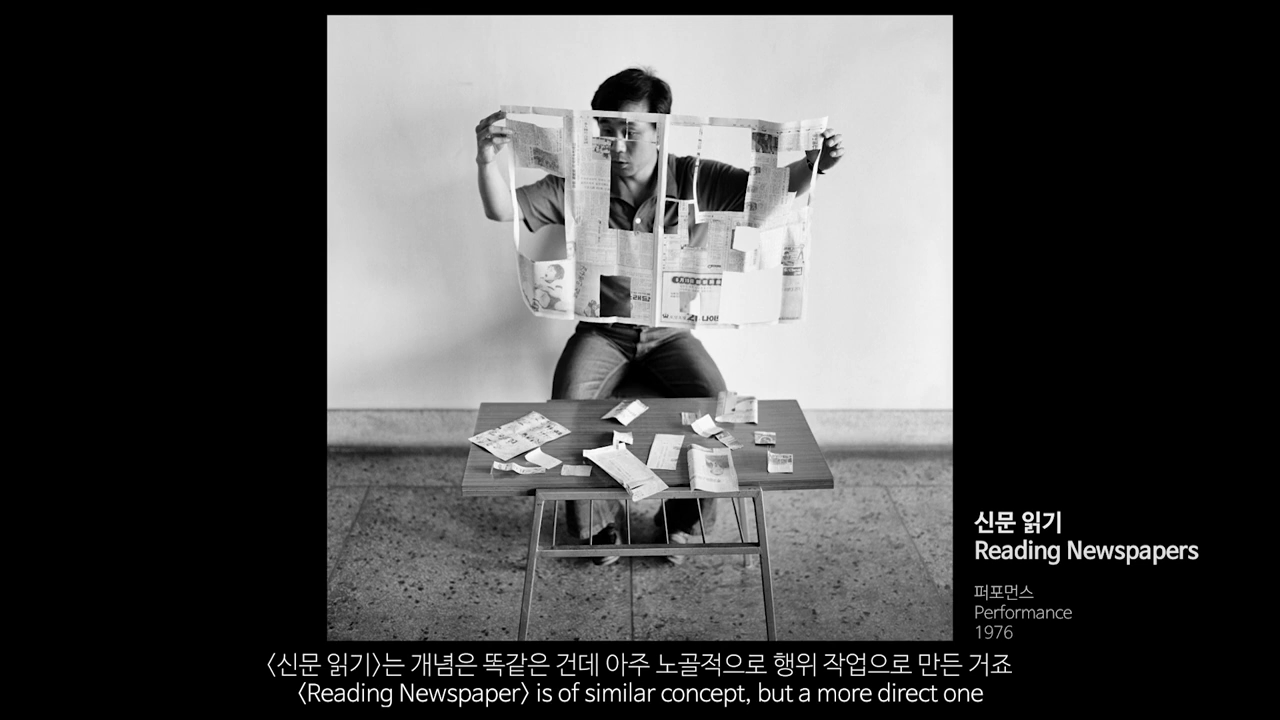 신문 읽기
Reading Newspapers
퍼포먼스
Performance
1976
〈신문 읽기〉는 개념은 똑같은 건데 아주 노골적으로 행위 작업으로 만든 거죠
〈Reading Newspaper〉 is of similar concept, but a more direct one